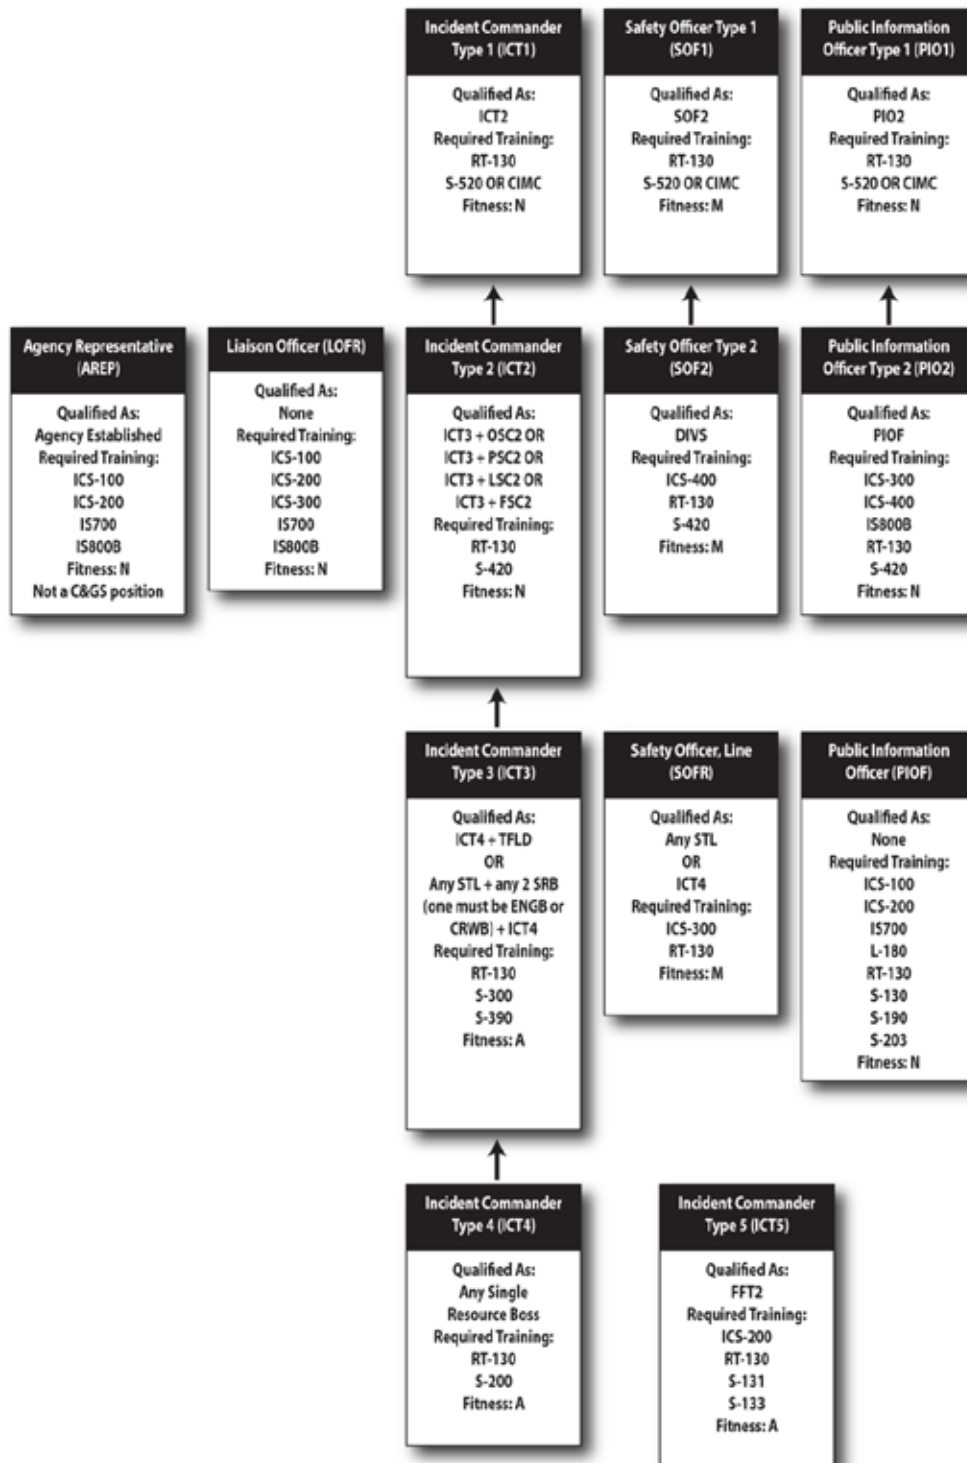 Incident Commander
Type 1 (ICT1)
Qualified As:
ICT2
Required Training:
RT-130
S-520 OR CIMC
Fitness: N
Safety Officer Type 1
(SOF1)
Qualified As:
SOF2
Required Training:
RT-130
S-520 OR CIMC
Fitness: M
Public Information
Officer Type 1 (PIO1)
Qualified As:
PIO2
Required Training:
RT-130
S-520 OR CIMC
Fitness: N
Agency Representative
(AREP)
Qualified As:
Agency Established
Required Training:
ICS-100
ICS-200
IS700
IS800B
Fitness: N
Not a C&GS position
Liaison Officer (LOFR)
Qualified As:
None
Required Training:
ICS-100
ICS-200
ICS-300
IS700
IS800B
Fitness: N
Incident Commander
Type 2 (ICT2)
Qualified As:
ICT3 + OSC2 OR
ICT3 + PSC2 OR
ICT3 + LSC2 OR
ICT3 + FSC2
Required Training:
RT-130
S-420
Fitness: N
Safety Officer Type 2
(SOF2)
Qualified As:
DIVS
Required Training:
ICS-400
RT-130
S-420
Fitness: M
Public Information
Officer Type 2 (PIO2)
Qualified As:
PIOF
Required Training:
ICS-300
ICS-400
IS800B
RT-130
S-420
Fitness: N
Incident Commander
Type 3 (ICT3)
Qualified As:
ICT4 + TFLD
OR
Any STL + any 2 SRB
(one must be ENGB or
CRWB) + ICT4
Required Training:
RT-130
S-300
S-390
Fitness: A
Safety Officer, Line
(SOFR)
Qualified As:
Any STL
OR
ICT4
Required Training:
ICS-300
RT-130
Fitness: M
Public Information
Officer (PIOF)
Qualified As:
None
Required Training:
ICS-100
ICS-200
IS700
L-180
RT-130
S-130
S-190
S-203
Fitness: N
Incident Commander
Type 4 (ICT4)
Qualified As:
Any Single
Resource Boss
Required Training:
RT-130
S-200
Fitness: A
Incident Commander
Type 5 (ICT5)
Qualified As:
FFT2
Required Training:
ICS-200
RT-130
S-131
S-133
Fitness: A